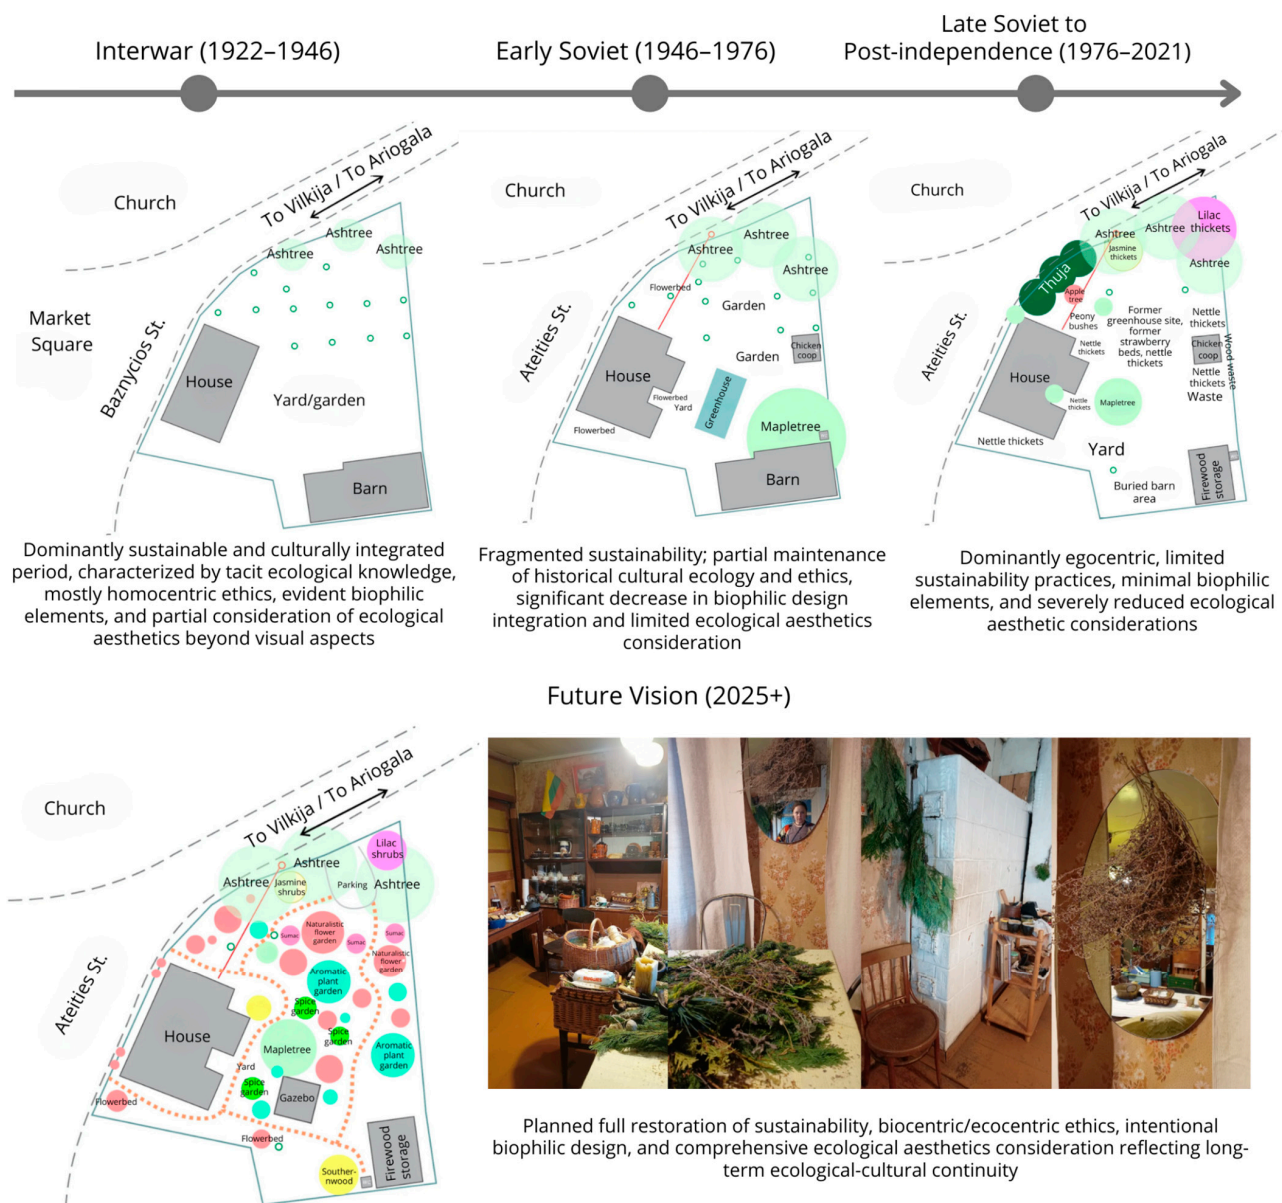 Interwar (1922–1946)
Early Soviet (1946–1976)
Late Soviet to
Post-independence (1976–2021)
To Vilkija / To Ariogala
Church
Ashtree
Ashtree
Ashtree
Market
Square
Baznycios St.
House
Yard/garden
Barn
Dominantly sustainable and culturally integrated
period, characterized by tacit ecological knowledge,
mostly homocentric ethics, evident biophilic
elements, and partial consideration of ecological
aesthetics beyond visual aspects
To Vilkija / To Ariogala
Church
Ashtree
Ashtree
Ashtree
Flowerbed
Garden
Ateities St.
Chicken
coop
Garden
House
Greenhouse
Flowerbed
Yard
Flowerbed
Mapletree
Barn
Fragmented sustainability; partial maintenance
of historical cultural ecology and ethics,
significant decrease in biophilic design
integration and limited ecological aesthetics
consideration
To Vilkija / To Ariogala
Church
Lilac
thickets
Ashtree
Ashtree
Jasmine
thickets
Ashtree
Thuja
Apple
tree
Peony
bushes
Former
greenhouse site,
former
strawberry
beds, nettle
thickets
Nettle
thickets
Ateities St.
Nettle
thickets
Chicken
coop
Wood waste
House
Nettle
thickets
Waste
Nettle
thickets
Mapletree
Nettle thickets
Yard
Buried barn
area
Firewood
storage
Dominantly egocentric, limited
sustainability practices, minimal biophilic
elements, and severely reduced ecological
aesthetic considerations
Future Vision (2025+)
To Vilkija / To Ariogala
Church
Lilac
shrubs
Ashtree
Ashtree
Jasmine
shrubs
Parking
Ashtree
Sumac
Naturalistic
flower
garden
Sumac
Sumac
Naturalistic
flower
garden
Aromatic
plant
garden
Ateities St.
Spice
garden
Spice
garden
House
Mapletree
Aromatic
plant
garden
Yard
Spice
garden
Gazebo
Flowerbed
Flowerbed
Firewood
storage
Souther-
nwood
Planned full restoration of sustainability, biocentric/ecocentric ethics, intentional
biophilic design, and comprehensive ecological aesthetics consideration reflecting long-
term ecological-cultural continuity